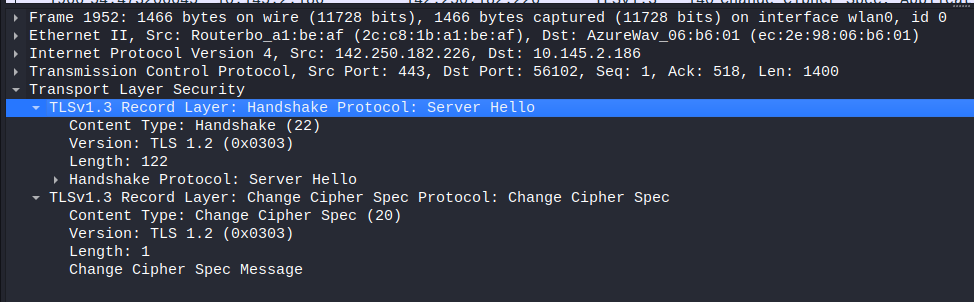 Frame 1952: 1466 bytes on wire (11728 bits), 1466 bytes captured (11728 bits) on interface wlan0, id 0
Ethernet II, Src: Routerbo_a1:be:af (2c:c8:1b:a1:be:af), Dst: AzureWav_06:b6:01 (ec:2e:98:06:b6:01)
Internet Protocol Version 4, Src: 142.250.182.226, Dst: 10.145.2.186
Transmission Control Protocol, Src Port: 443, Dst Port: 56102, Seq: 1, Ack: 518, Len: 1400
Transport Layer Security
TLSv1.3 Record Layer: Handshake Protocol: Server Hello
Content Type: Handshake (22)
Version: TLS 1.2 (0x0303)
Length: 122
Handshake Protocol: Server Hello
TLSv1.3 Record Layer: Change Cipher Spec Protocol: Change Cipher Spec
Content Type: Change Cipher Spec (20)
Version: TLS 1.2 (0x0303)
Length: 1
Change Cipher Spec Message